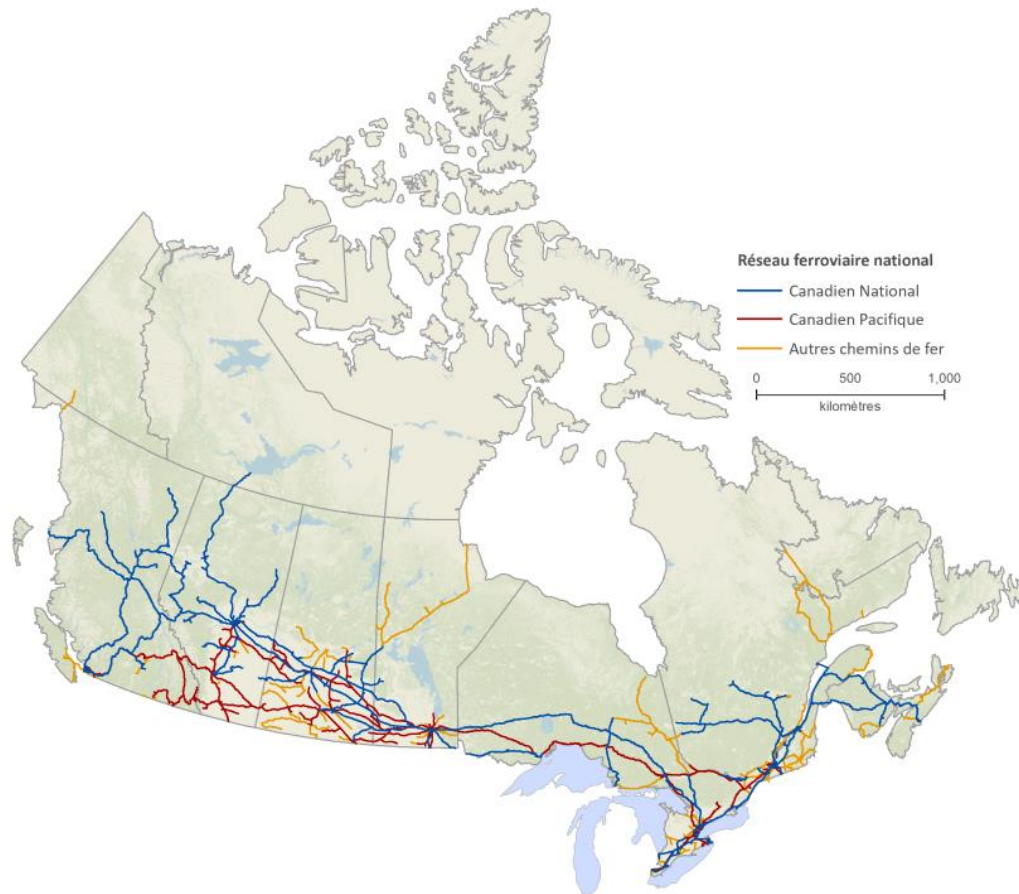 Réseau ferroviaire national
Canadien National
Canadien Pacifique
Autres chemins de fer
0 500 1,000
kilomètres